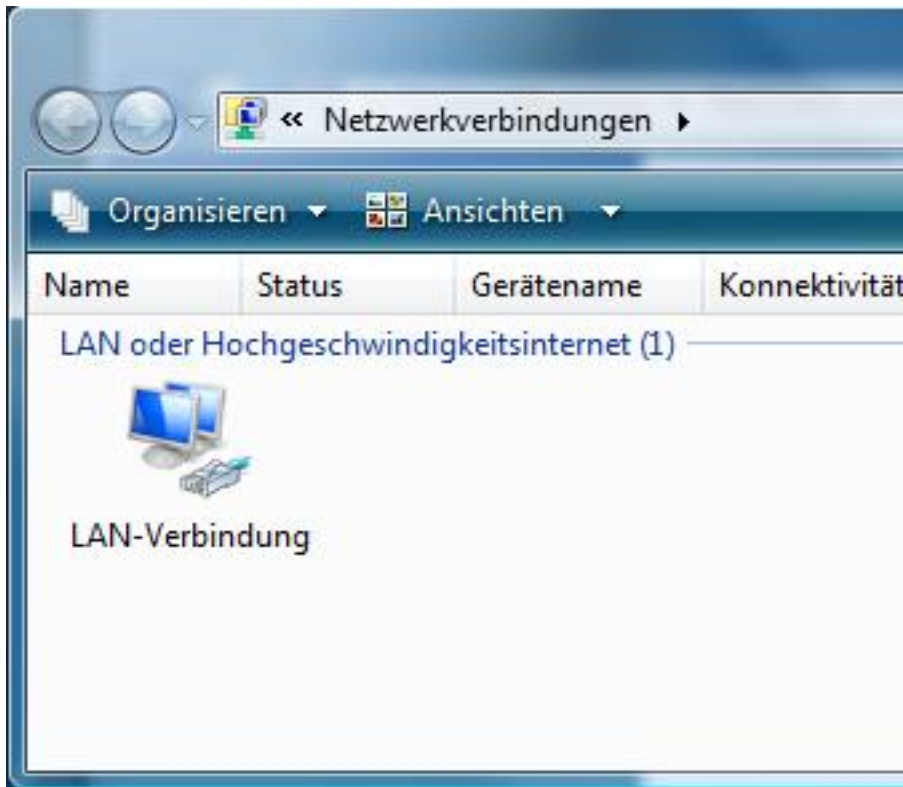 « Netzwerkverbindungen
Organisieren Ansichten
Name Status Gerätename Konnektivität
LAN oder Hochgeschwindigkeitsinternet (1)
LAN-Verbindung